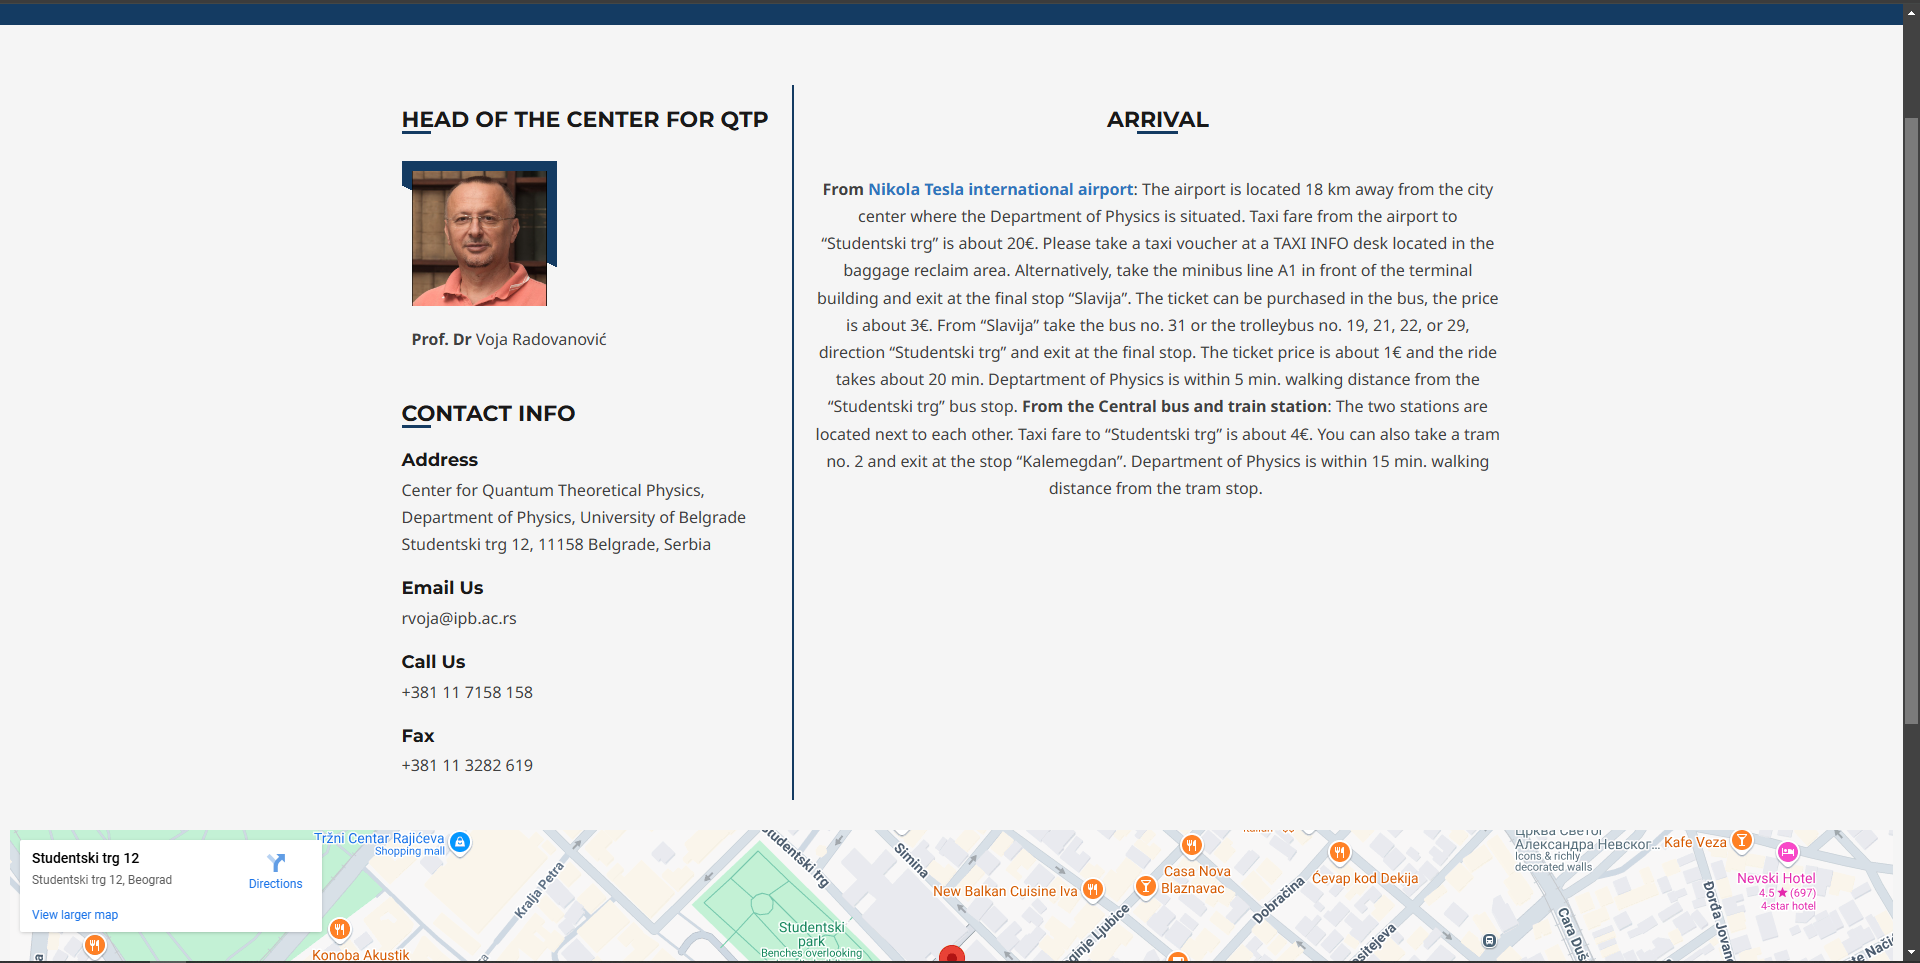 HEAD OF THE CENTER FOR QTP
Prof. Dr Voja Radovanović
CONTACT INFO
Address
Center for Quantum Theoretical Physics,
Department of Physics, University of Belgrade
Studentski trg 12, 11158 Belgrade, Serbia
Email Us
rvoja@ipb.ac.rs
Call Us
+381 11 7158 158
Fax
+381 11 3282 619
ARRIVAL
From Nikola Tesla international airport: The airport is located 18 km away from the city
center where the Department of Physics is situated. Taxi fare from the airport to
“Studentski trg” is about 20€. Please take a taxi voucher at a TAXI INFO desk located in the
baggage reclaim area. Alternatively, take the minibus line A1 in front of the terminal
building and exit at the final stop “Slavija”. The ticket can be purchased in the bus, the price
is about 3€. From “Slavija” take the bus no. 31 or the trolleybus no. 19, 21, 22, or 29,
direction “Studentski trg” and exit at the final stop. The ticket price is about 1€ and the ride
takes about 20 min. Deptartment of Physics is within 5 min. walking distance from the
“Studentski trg” bus stop. From the Central bus and train station: The two stations are
located next to each other. Taxi fare to “Studentski trg” is about 4€. You can also take a tram
no. 2 and exit at the stop “Kalemegdan”. Department of Physics is within 15 min. walking
distance from the tram stop.
Studentski trg 12
Studentski trg 12, Beograd
Directions
View larger map
Tržni Centar Rajićeva
Shopping mall
Konoba Akustik
Kralja Petra
Studentski trg
Studentski
park
Benches overlooking
Simina
New Balkan Cuisine Iva
Casa Nova
Blaznavac
Ćevap kod Dekija
Dobračina
ginje Ljubice
Црква Светог
Александра Невског...
Icons & richly
decorated walls
Kafe Veza
Nevski Hotel
4.5 ★ (697)
4-star hotel
Cara Duš
Đorđa Jovano